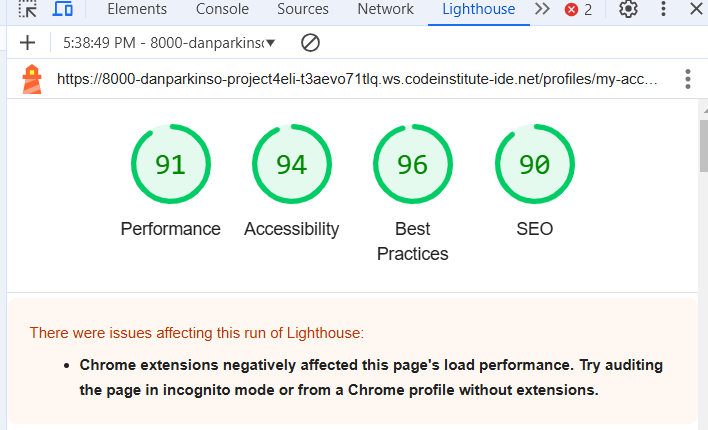 Elements Console Sources Network Lighthouse 2
5:38:49 PM - 8000-danparkinsc
https://8000-danparkinso-project4eli-t3aevo71tlq.ws.codeinstitute-ide.net/profiles/my-acc...
91 94 96 90
Performance Accessibility Best Practices SEO
There were issues affecting this run of Lighthouse:
• Chrome extensions negatively affected this page's load performance. Try auditing
the page in incognito mode or from a Chrome profile without extensions.